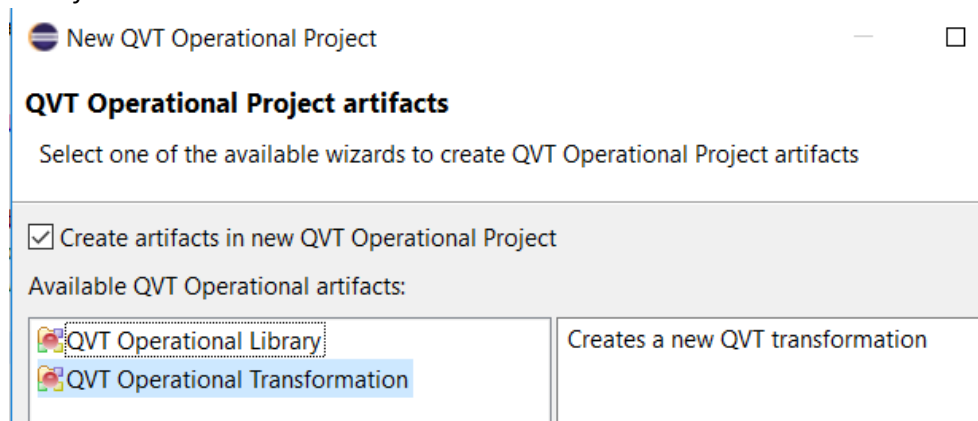 New QVT Operational Project
QVT Operational Project artifacts
Select one of the available wizards to create QVT Operational Project artifacts
Create artifacts in new QVT Operational Project
Available QVT Operational artifacts:
QVT Operational Library
QVT Operational Transformation
Creates a new QVT transformation